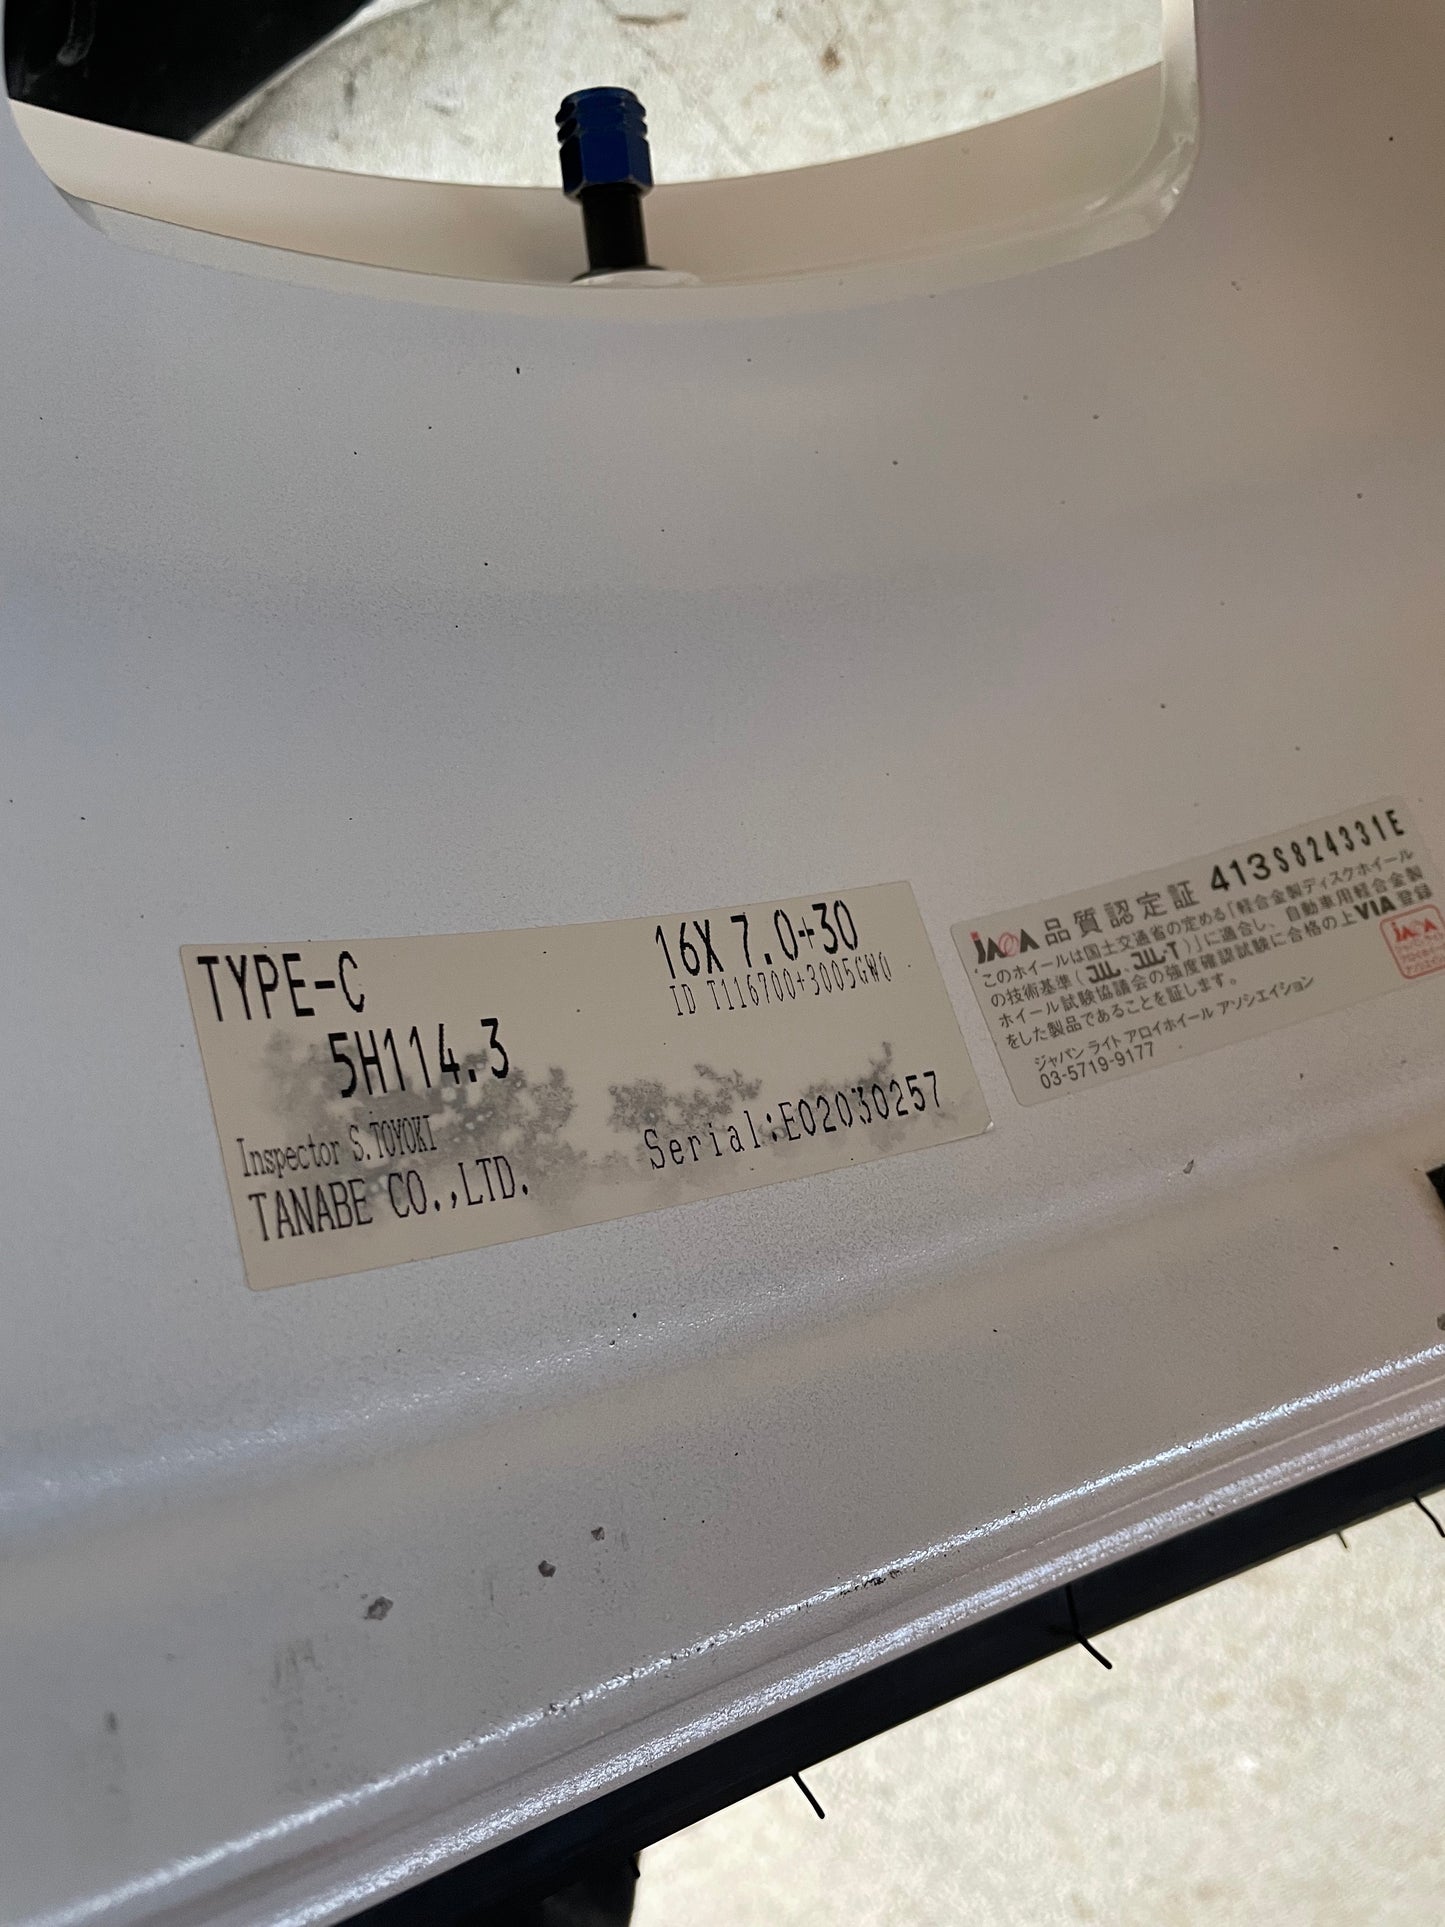 TYPE-C
16X 7.0+30
ID T116700+3005GW0
5H114.3
Inspector S.TOYOKI
Serial:E02030257
TANABE CO.,LTD.
JAWA 品質認定証 413S824331E
このホイールは国土交通省の定める「軽合金製ディスクホイール
の技術基準(JWL、JWL-T)」に適合し、自動車用軽合金製
ホイール試験協議会の強度確認試験に合格の上VIA登録
をした製品であることを証します。
ジャパン ライト アロイホイール アソシエイション
03-5719-9177
JAWA